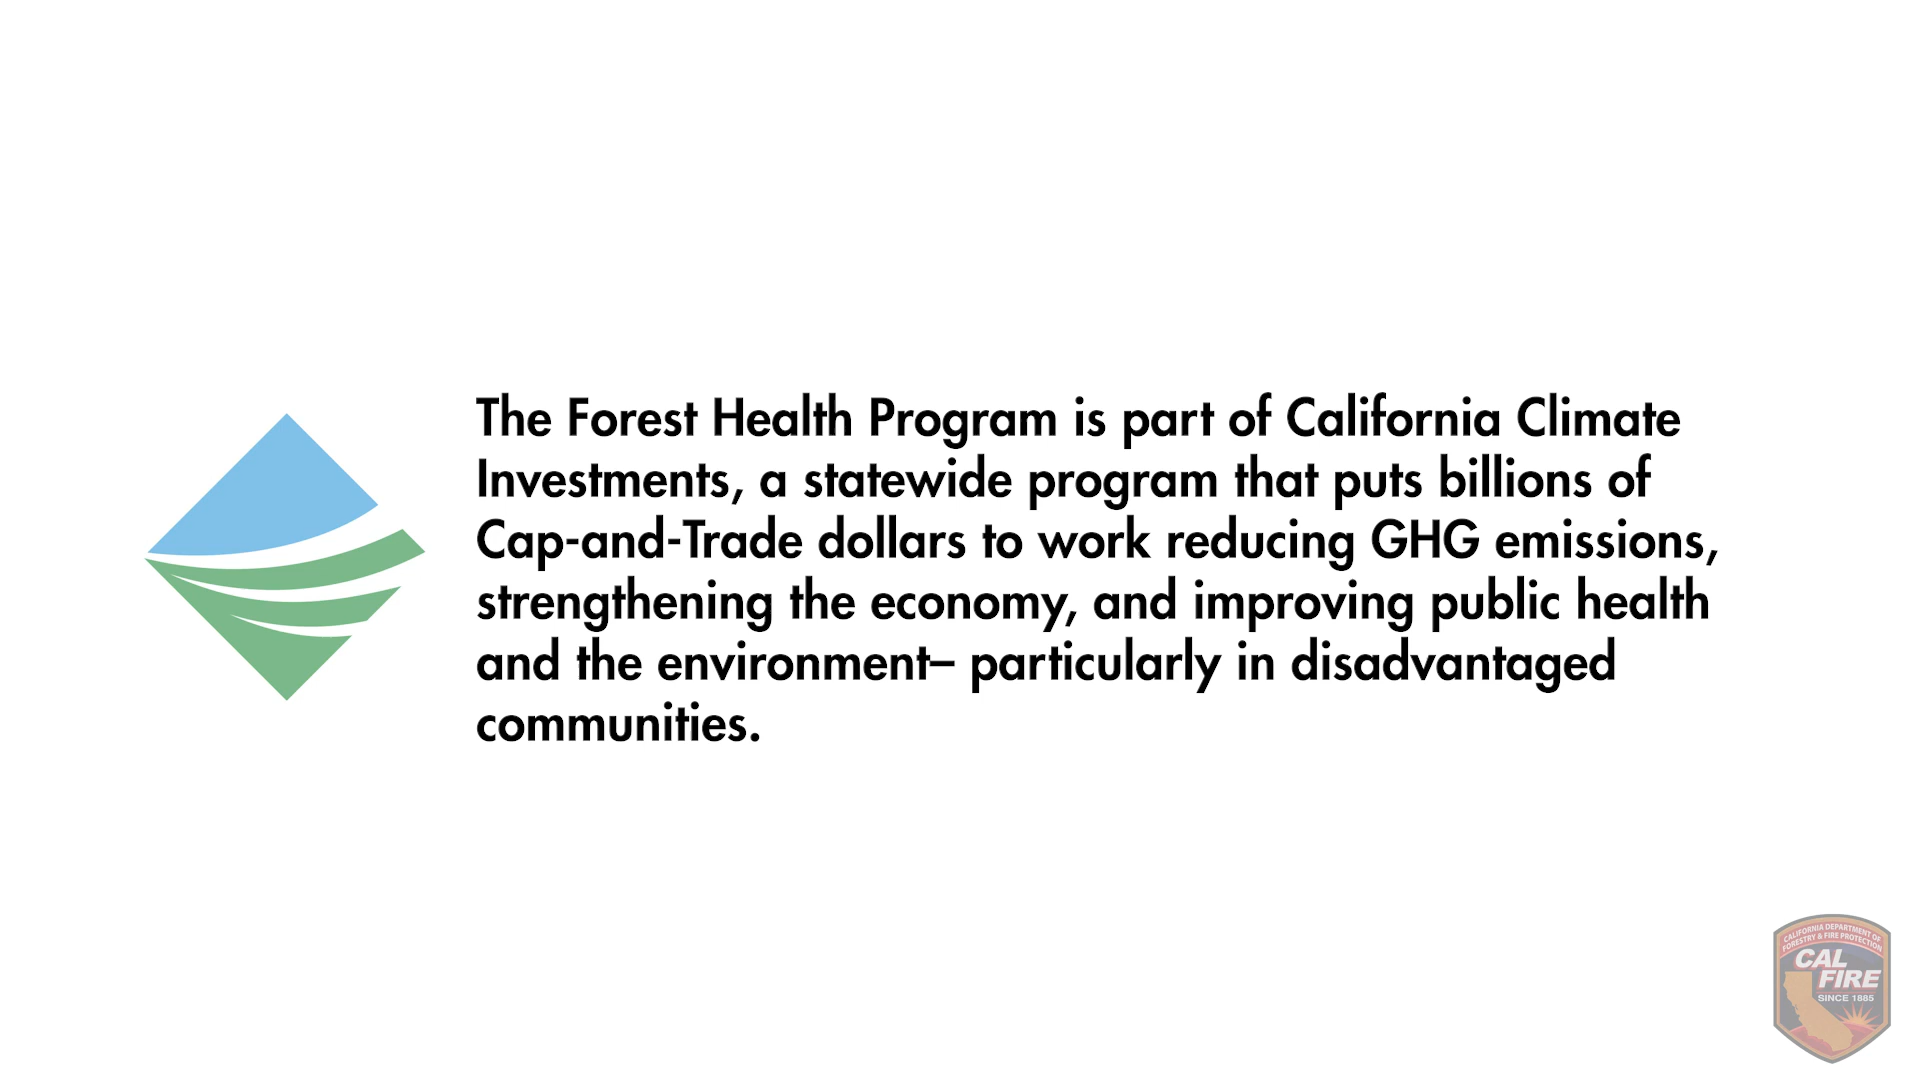 The Forest Health Program is part of California Climate
Investments, a statewide program that puts billions of
Cap-and-Trade dollars to work reducing GHG emissions,
strengthening the economy, and improving public health
and the environment– particularly in disadvantaged
communities.
CALIFORNIA DEPARTMENT OF
FORESTRY & FIRE PROTECTION
CAL
FIRE
SINCE 1885